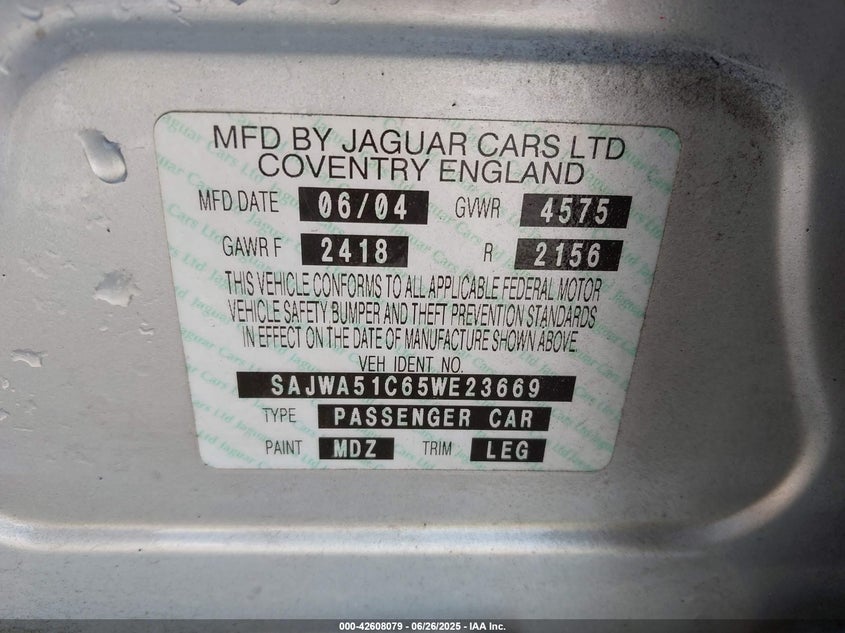 MFD BY JAGUAR CARS LTD
COVENTRY ENGLAND
MFD DATE 06/04 GVWR 4575
GAWR F 2418 R 2156
THIS VEHICLE CONFORMS TO ALL APPLICABLE FEDERAL MOTOR
VEHICLE SAFETY BUMPER AND THEFT PREVENTION STANDARDS
IN EFFECT ON THE DATE OF MANUFACTURE SHOWN ABOVE
VEH IDENT NO.
SAJWA51C65WE23669
TYPE PASSENGER CAR
PAINT MDZ TRIM LEG
000-42608079 - 06/26/2025 - IAA Inc.